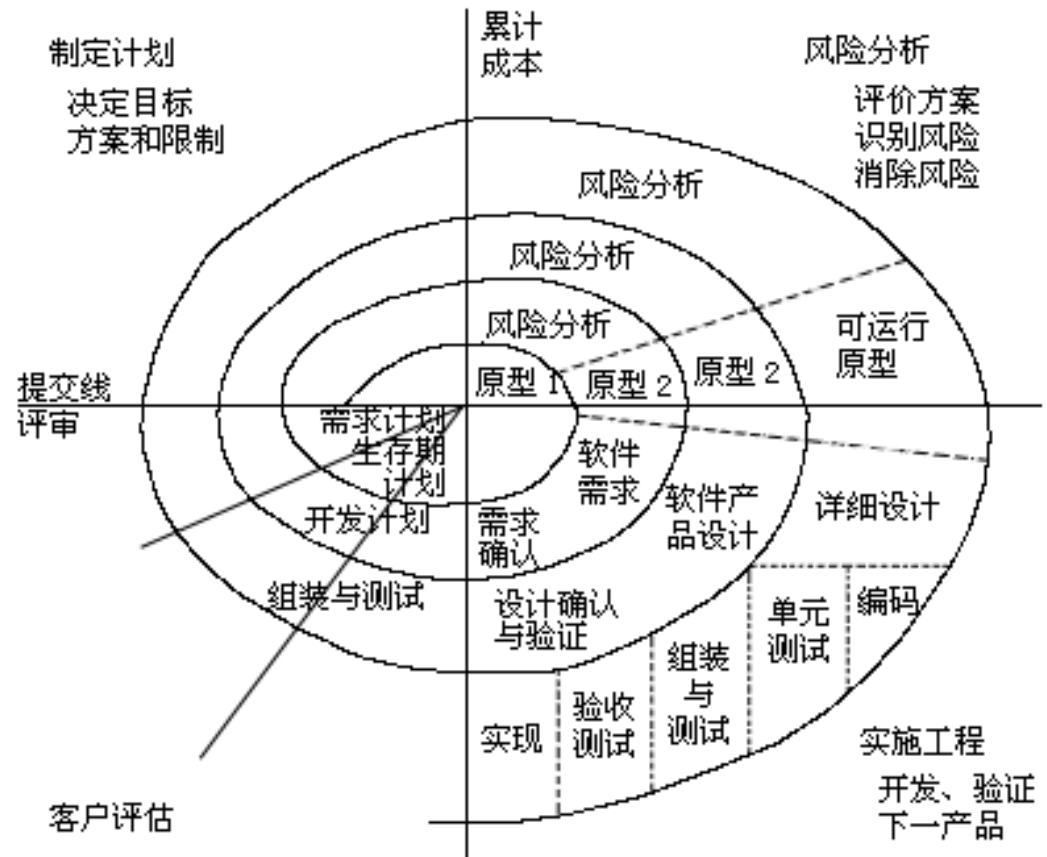 制定计划
决定目标
方案和限制
累计
成本
风险分析
评价方案
识别风险
消除风险
风险分析
风险分析
风险分析
原型 1
原型 2
原型 2
可运行
原型
提交线
评审
需求计划
生存期
计划
开发计划
组装与测试
软件
需求
需求
确认
软件产
品设计
设计确认
与验证
详细设计
编码
单元
测试
组装
与
测试
验收
测试
实现
客户评估
实施工程
开发、验证
下一产品